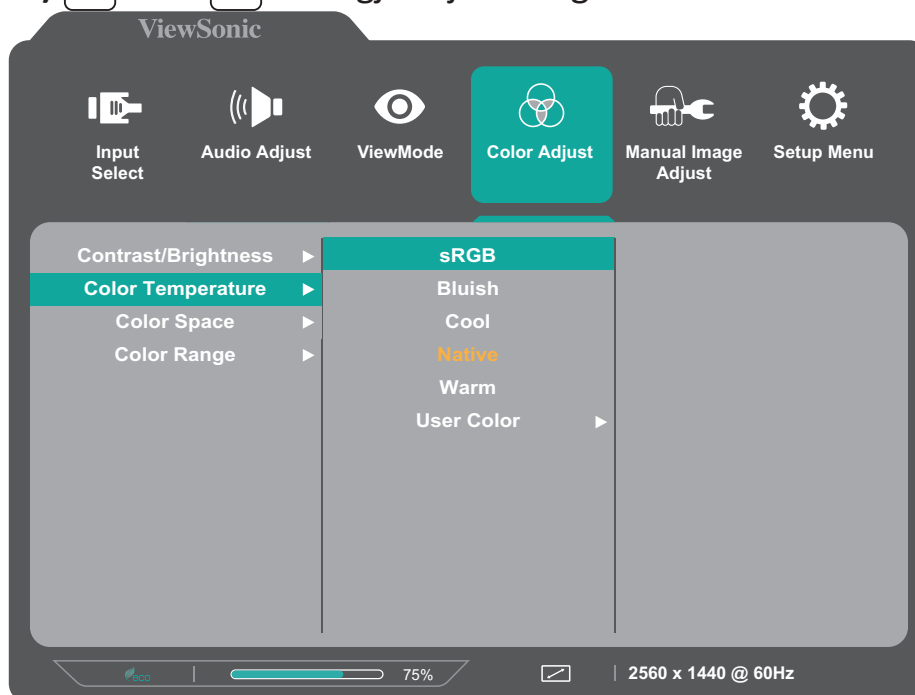 ViewSonic
Input Select
Audio Adjust
ViewMode
Color Adjust
Manual Image Adjust
Setup Menu
Contrast/Brightness
Color Temperature
Color Space
Color Range
sRGB
Bluish
Cool
Native
Warm
User Color
eco
75%
2560 x 1440 @ 60Hz